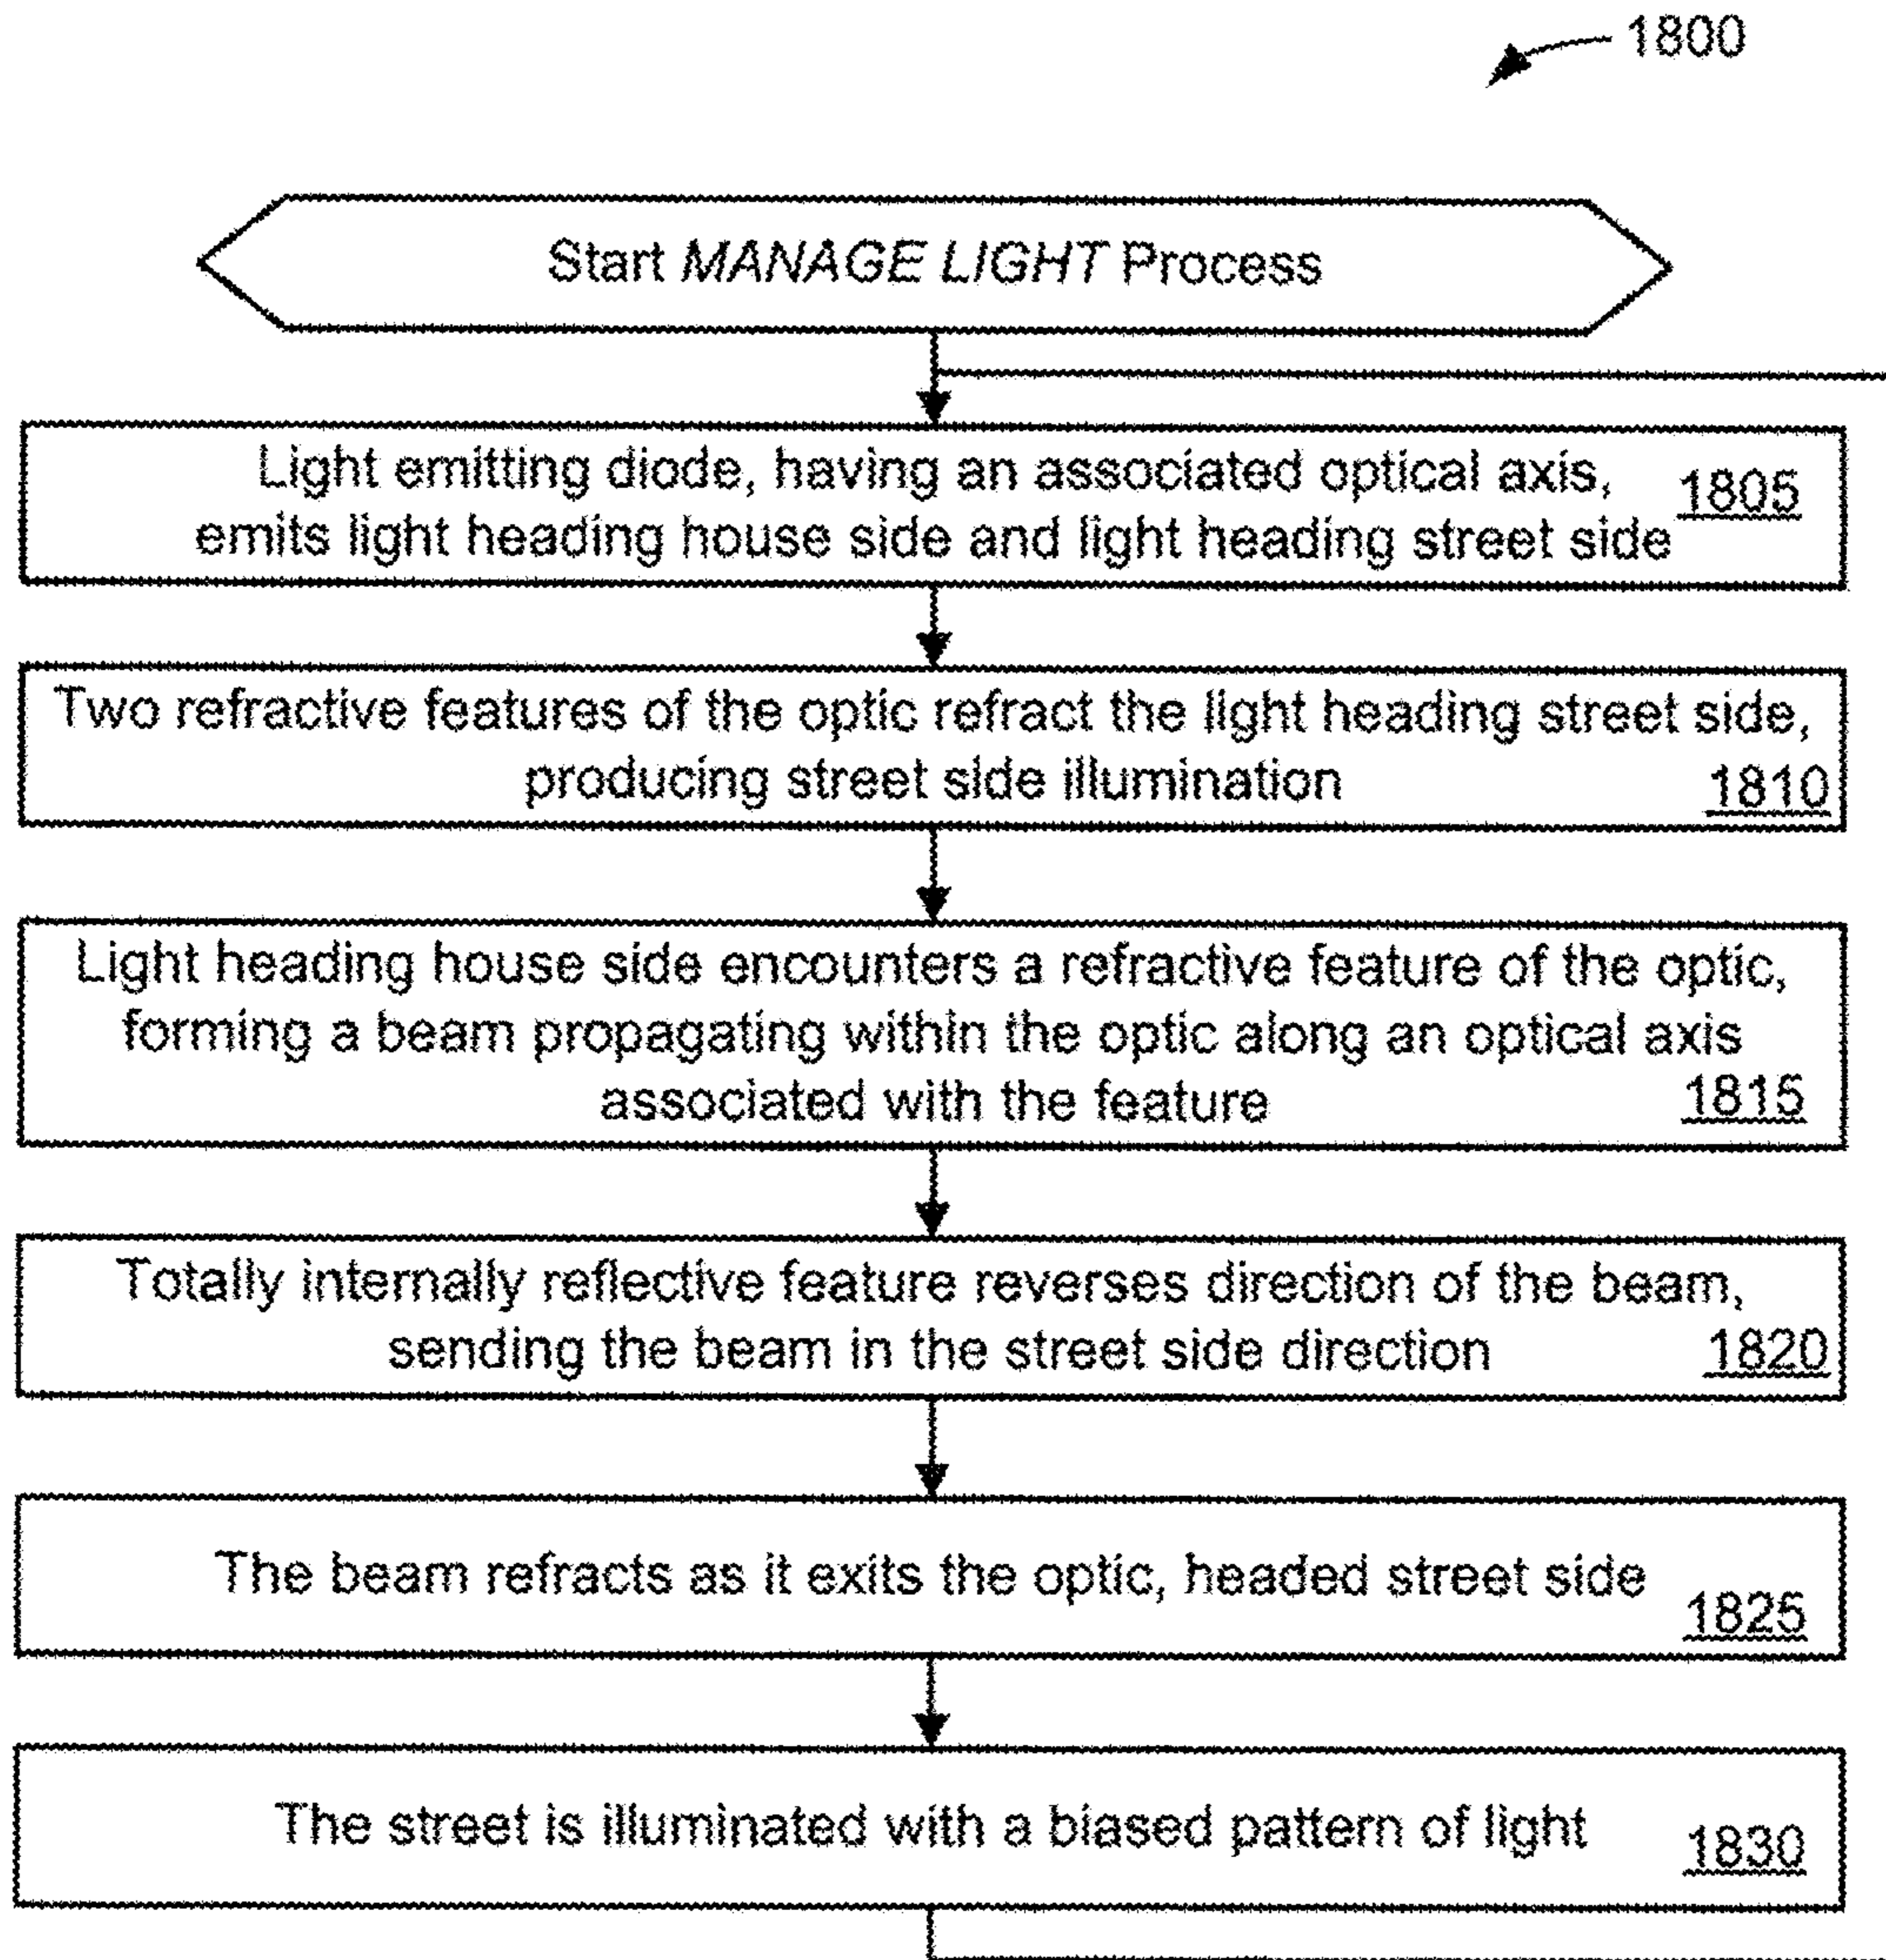 1800
Start MANAGE LIGHT Process
Light emitting diode, having an associated optical axis,
emits light heading house side and light heading street side
1805
Two refractive features of the optic refract the light heading street side,
producing street side illumination
1810
Light heading house side encounters a refractive feature of the optic,
forming a beam propagating within the optic along an optical axis
associated with the feature
1815
Totally internally reflective feature reverses direction of the beam,
sending the beam in the street side direction
1820
The beam refracts as it exits the optic, headed street side
1825
The street is illuminated with a biased pattern of light
1830